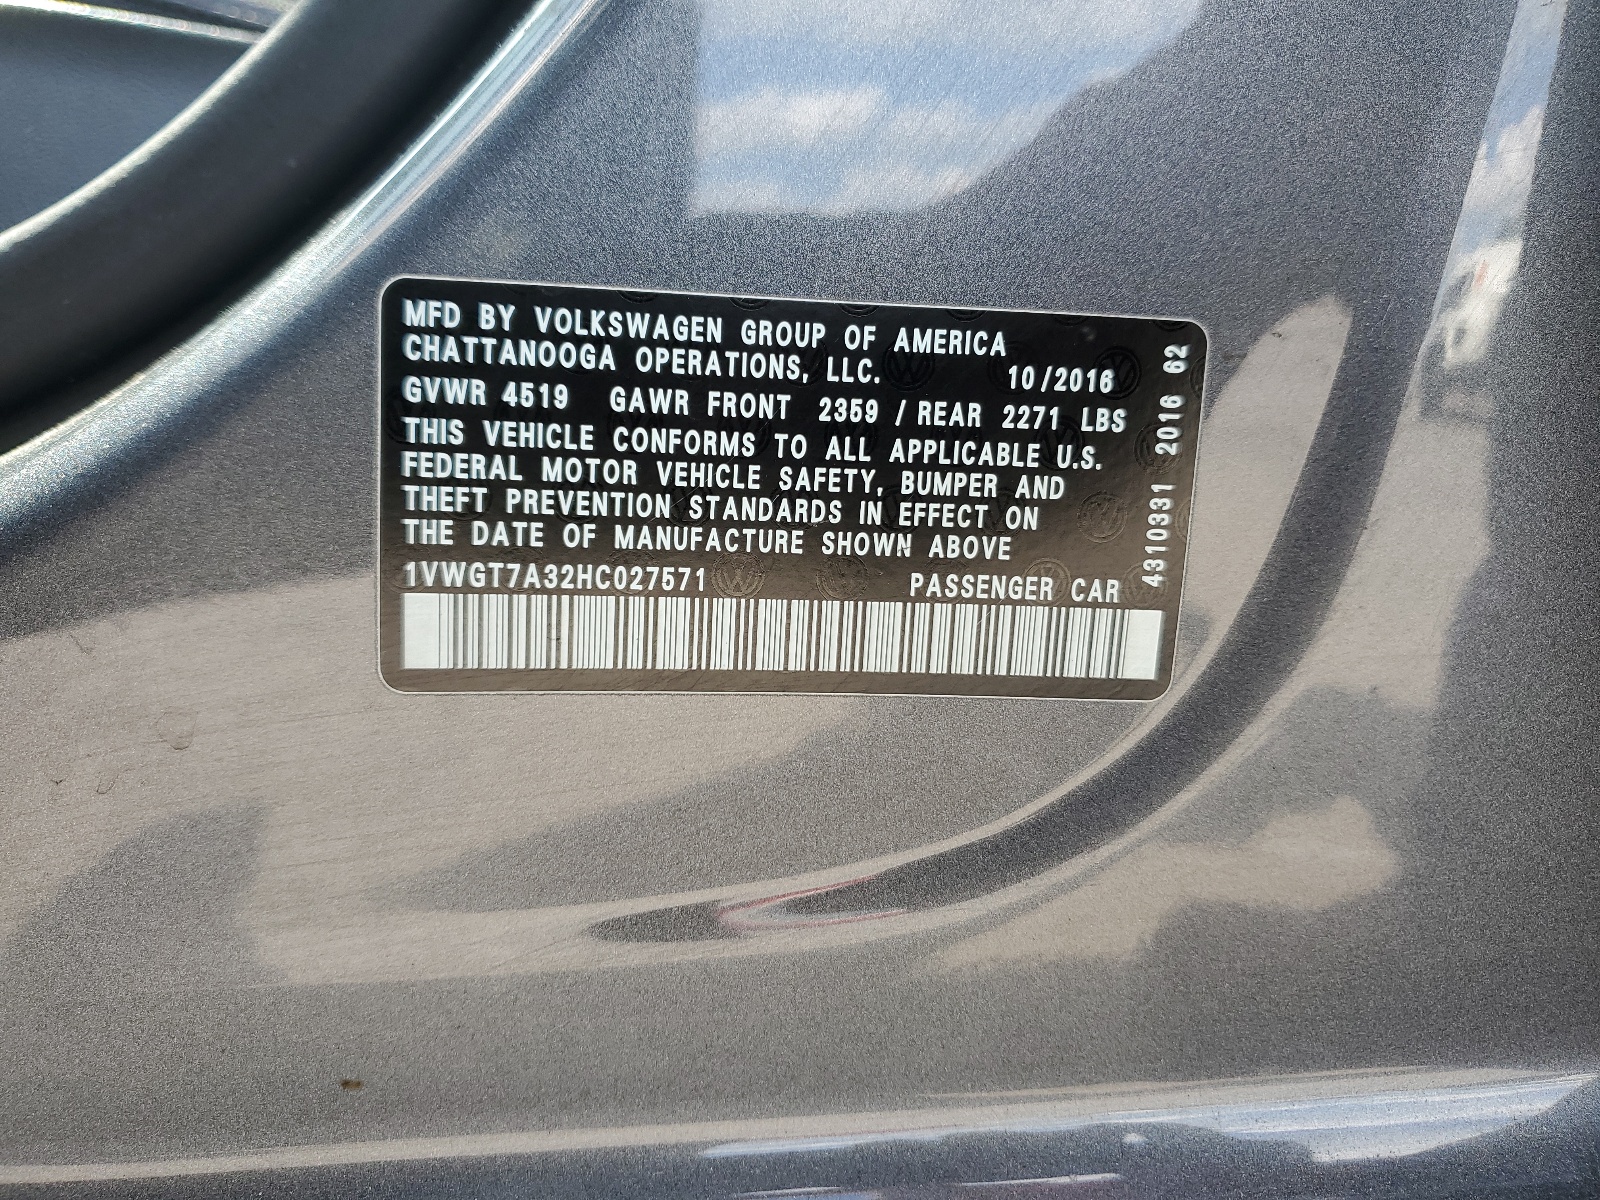 MFD BY VOLKSWAGEN GROUP OF AMERICA
CHATTANOOGA OPERATIONS, LLC. 10/2016
GVWR 4519 GAWR FRONT 2359 / REAR 2271 LBS
THIS VEHICLE CONFORMS TO ALL APPLICABLE U.S.
FEDERAL MOTOR VEHICLE SAFETY, BUMPER AND
THEFT PREVENTION STANDARDS IN EFFECT ON
THE DATE OF MANUFACTURE SHOWN ABOVE
1VWGT7A32HC027571 PASSENGER CAR
4310331 2016 62